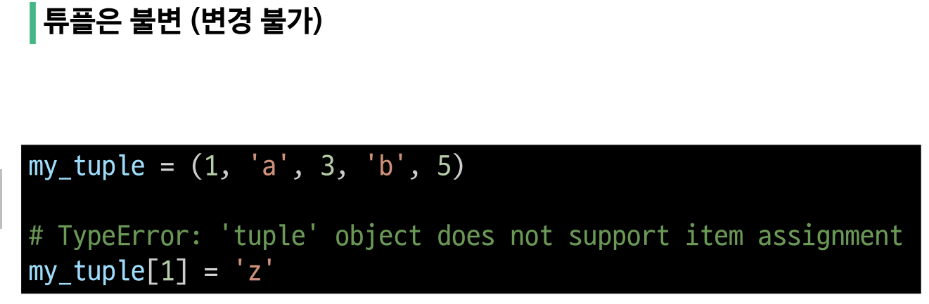 튜플은 불변 (변경 불가)
my_tuple = (1, 'a', 3, 'b', 5)
# TypeError: 'tuple' object does not support item assignment
my_tuple[1] = 'z'